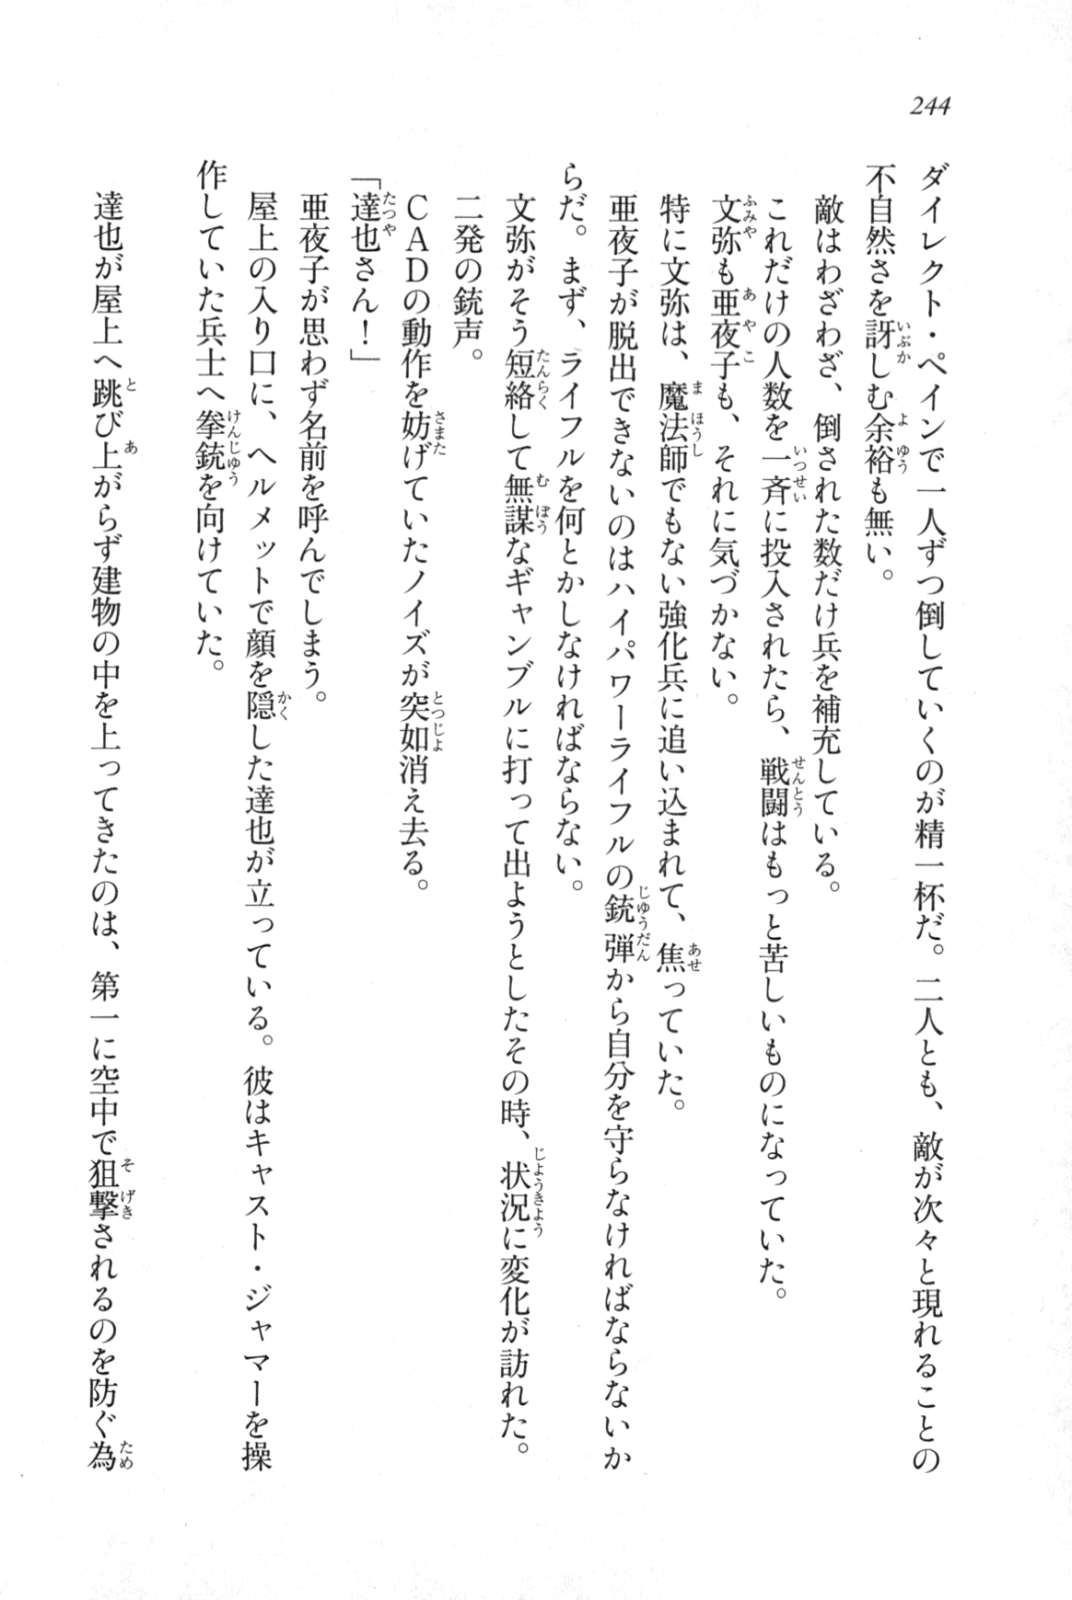 244
ダイレクト・ペインで一人ずつ倒していくのが精一杯だ。二人とも、敵が次々と現れることの
不自然さを訝しむ余裕も無い。
敵はわざわざ、倒された数だけ兵を補充している。
これだけの人数を一斉に投入されたら、戦闘はもっと苦しいものになっていた。
文弥も亜夜子も、それに気づかない。
特に文弥は、魔法師でもない強化兵に追い込まれて、焦っていた。
亜夜子が脱出できないのはハイパワーライフルの銃弾から自分を守らなければならないか
らだ。まず、ライフルを何とかしなければならない。
文弥がそう短絡して無謀なギャンブルに打って出ようとしたその時、状況に変化が訪れた。
二発の銃声。
ＣＡＤの動作を妨げていたノイズが突如消え去る。
「達也さん！」
亜夜子が思わず名前を呼んでしまう。
屋上の入り口に、ヘルメットで顔を隠した達也が立っている。彼はキャスト・ジャマーを操
作していた兵士へ拳銃を向けていた。
達也が屋上へ跳び上がらず建物の中を上ってきたのは、第一に空中で狙撃されるのを防ぐ為